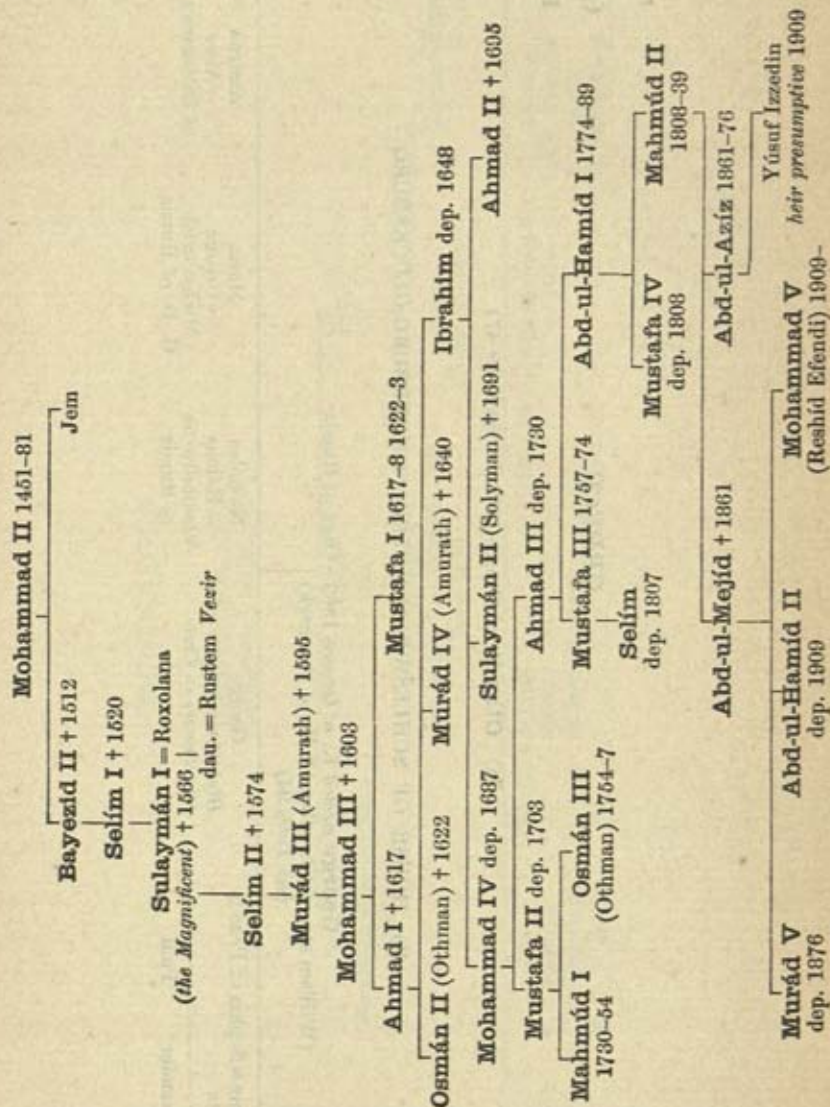 Mohammad II 1451–81
Bayezid II † 1512 Jem
Selím I † 1520
Sulaymán I = Roxolana
(the Magnificent) † 1566
dau. = Rustem Vezir
Selím II † 1574
Murád III (Amurath) † 1595
Mohammad III † 1603
Ahmad I † 1617 Mustafa I 1617–8 1622–3
Osmán II (Othman) † 1622 Murád IV (Amurath) † 1640 Ibrahim dep. 1648
Mohammad IV dep. 1687 Sulaymán II (Solyman) † 1691 Ahmad II † 1695
Mustafa II dep. 1703 Ahmad III dep. 1730
Mahmúd I Osmán III Mustafa III 1757–74 Abd-ul-Hamíd I 1774–89
1730–54 (Othman) 1754–7
Selím Mustafa IV Mahmúd II
dep. 1807 dep. 1808 1808–39
Abd-ul-Mejíd † 1861 Abd-ul-Azíz 1861–76
Murád V Abd-ul-Hamíd II Mohammad V Yúsuf Izzedin
dep. 1876 dep. 1909 (Reshíd Efendi) 1909– heir presumptive 1909